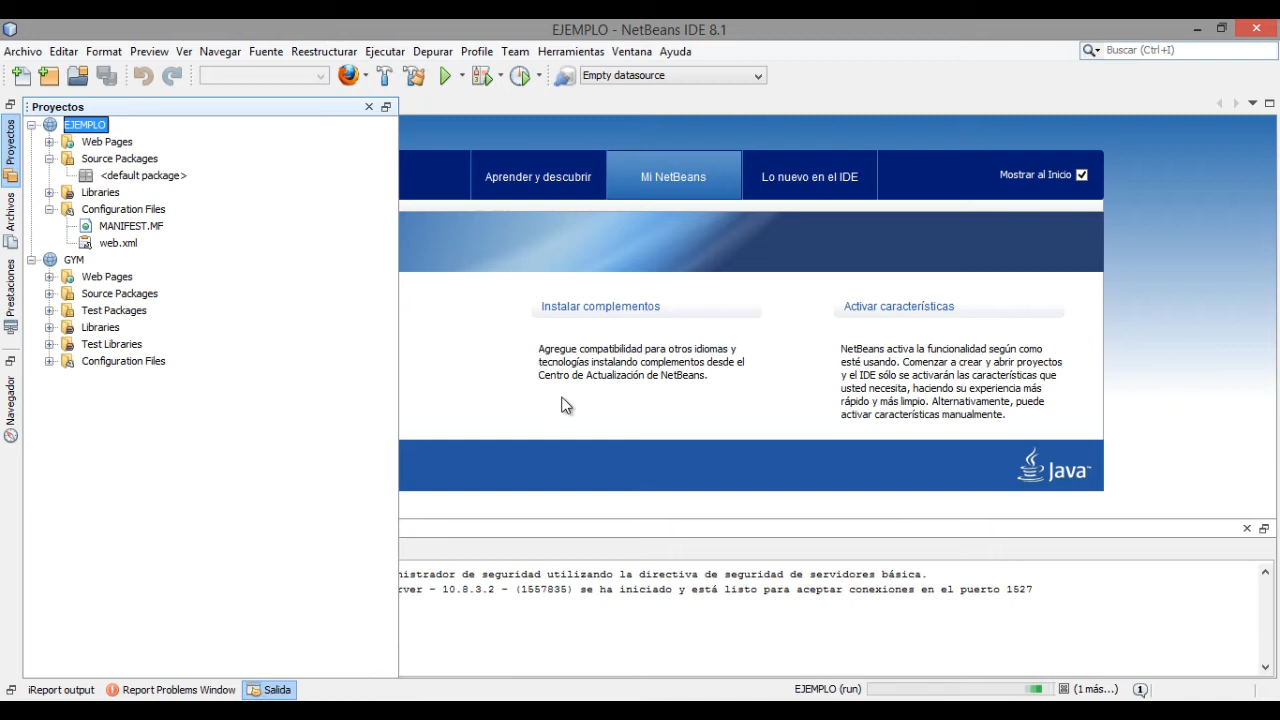 EJEMPLO - NetBeans IDE 8.1
Archivo Editar Format Preview Ver Navegar Fuente Reestructurar Ejecutar Depurar Profile Team Herramientas Ventana Ayuda
Buscar (Ctrl+I)
Empty datasource
Proyectos
EJEMPLO
Web Pages
Source Packages
<default package>
Libraries
Configuration Files
MANIFEST.MF
web.xml
GYM
Web Pages
Source Packages
Test Packages
Libraries
Test Libraries
Configuration Files
Proyectos
Archivos
Prestaciones
Navegador
Aprender y descubrir
Mi NetBeans
Lo nuevo en el IDE
Mostrar al Inicio
Instalar complementos
Agregue compatibilidad para otros idiomas y
tecnologías instalando complementos desde el
Centro de Actualización de NetBeans.
Activar características
NetBeans activa la funcionalidad según como
esté usando. Comenzar a crear y abrir proyectos
y el IDE sólo se activarán las características que
usted necesita, haciendo su experiencia más
rápido y más limpio. Alternativamente, puede
activar características manualmente.
Java™
nistrador de seguridad utilizando la directiva de seguridad de servidores básica.
rver - 10.8.3.2 - (1557835) se ha iniciado y está listo para aceptar conexiones en el puerto 1527
iReport output
Report Problems Window
Salida
EJEMPLO (run)
(1 más...)
1